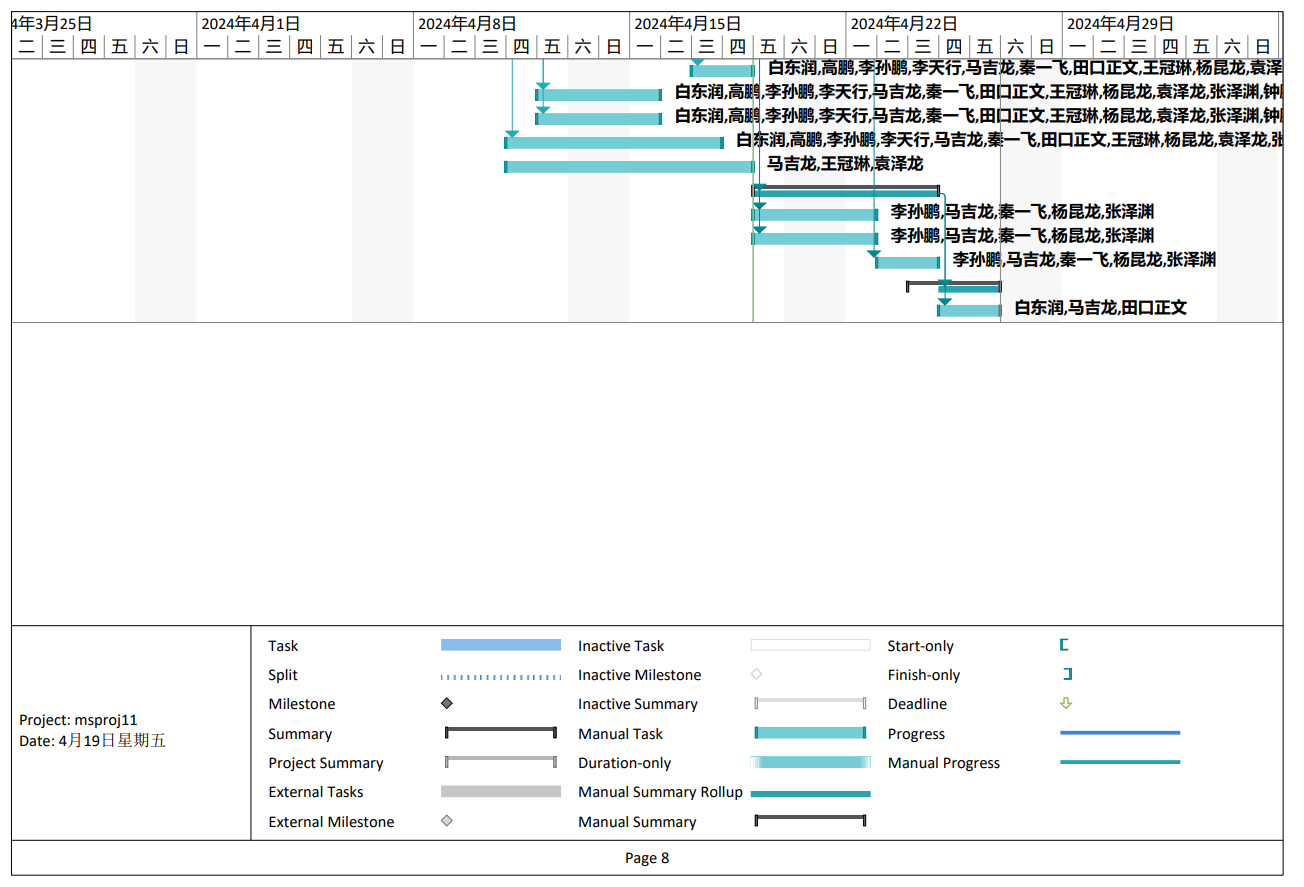 4年3月25日 2024年4月1日 2024年4月8日 2024年4月15日 2024年4月22日 2024年4月29日
二 三 四 五 六 日 一 二 三 四 五 六 日 一 二 三 四 五 六 日 一 二 三 四 五 六 日 一 二 三 四 五 六 日 一 二 三 四 五 六 日
白东润,高鹏,李孙鹏,李天行,马吉龙,秦一飞,田口正文,王冠琳,杨昆龙,袁泽
白东润,高鹏,李孙鹏,李天行,马吉龙,秦一飞,田口正文,王冠琳,杨昆龙,袁泽龙,张泽渊,钟
白东润,高鹏,李孙鹏,李天行,马吉龙,秦一飞,田口正文,王冠琳,杨昆龙,袁泽龙,张泽渊,钟
白东润,高鹏,李孙鹏,李天行,马吉龙,秦一飞,田口正文,王冠琳,杨昆龙,袁泽龙,张
马吉龙,王冠琳,袁泽龙
李孙鹏,马吉龙,秦一飞,杨昆龙,张泽渊
李孙鹏,马吉龙,秦一飞,杨昆龙,张泽渊
李孙鹏,马吉龙,秦一飞,杨昆龙,张泽渊
白东润,马吉龙,田口正文
Project: msproj11
Date: 4月19日星期五
Task
Split
Milestone
Summary
Project Summary
External Tasks
External Milestone
Inactive Task
Inactive Milestone
Inactive Summary
Manual Task
Duration-only
Manual Summary Rollup
Manual Summary
Start-only
Finish-only
Deadline
Progress
Manual Progress
Page 8